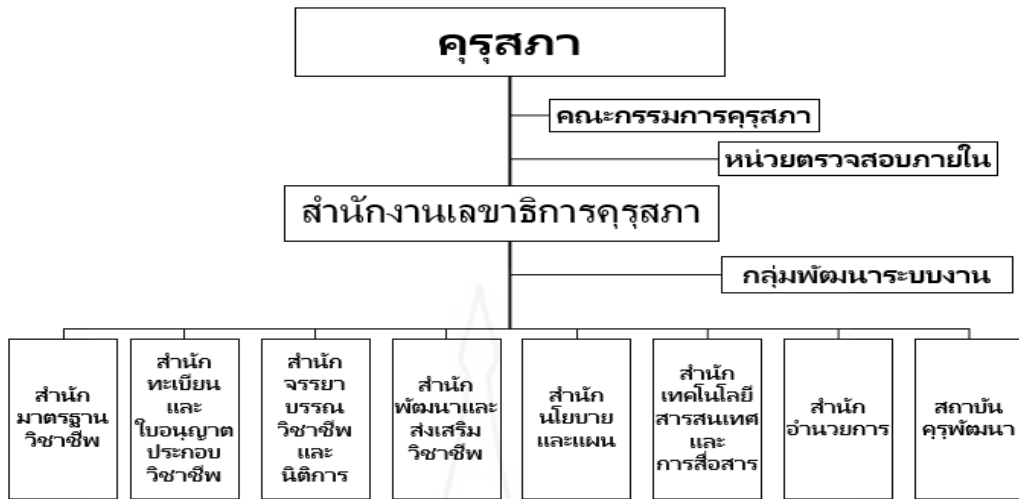 คุรุสภา
คณะกรรมการคุรุสภา
หน่วยตรวจสอบภายใน
สำนักงานเลขาธิการคุรุสภา
กลุ่มพัฒนาระบบงาน
สำนัก
มาตรฐาน
วิชาชีพ
สำนัก
ทะเบียน
และ
ใบอนุญาต
ประกอบ
วิชาชีพ
สำนัก
จรรยา
บรรณ
วิชาชีพ
และ
นิติการ
สำนัก
พัฒนาและ
ส่งเสริม
วิชาชีพ
สำนัก
นโยบาย
และแผน
สำนัก
เทคโนโลยี
สารสนเทศ
และ
การสื่อสาร
สำนัก
อำนวยการ
สถาบัน
คุรุพัฒนา